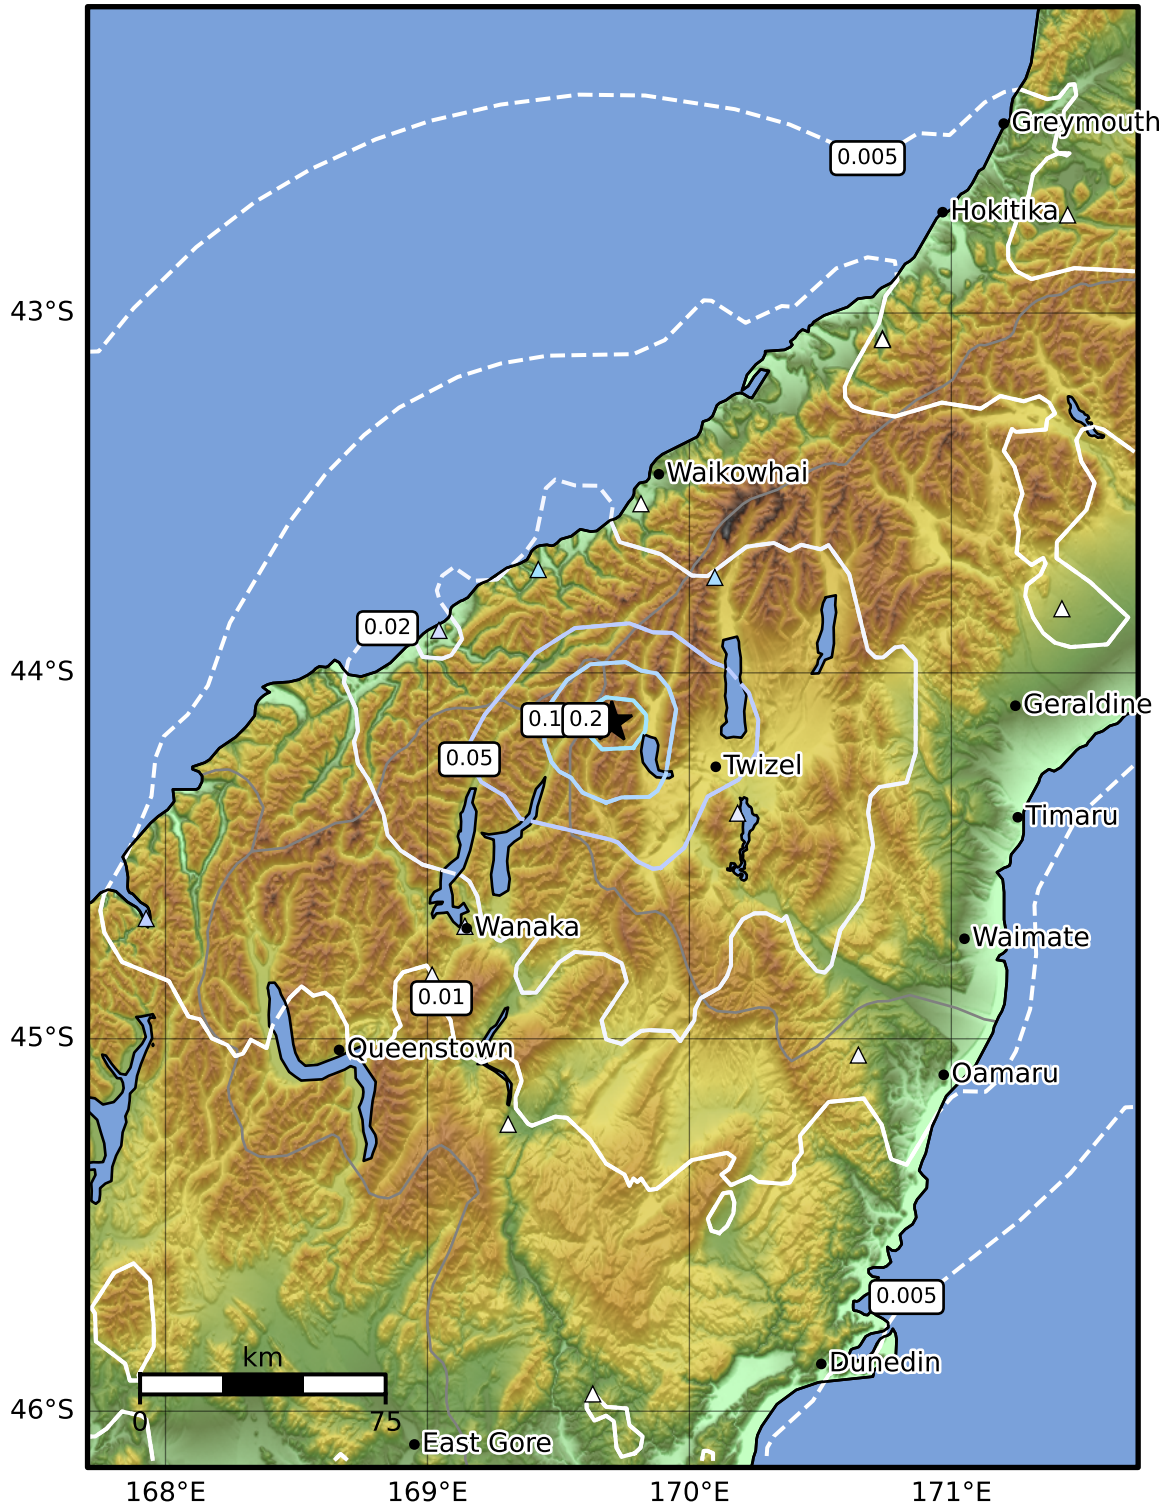 Greymouth
0.005
Hokitika
43°S
Waikowhai
0.02
44°S
Geraldine
0.1
0.2
0.05
Twizel
Timaru
Wanaka
Waimate
0.01
45°S
Queenstown
Oamaru
0.005
km
Dunedin
46°S
0
75
East Gore
168°E
169°E
170°E
171°E